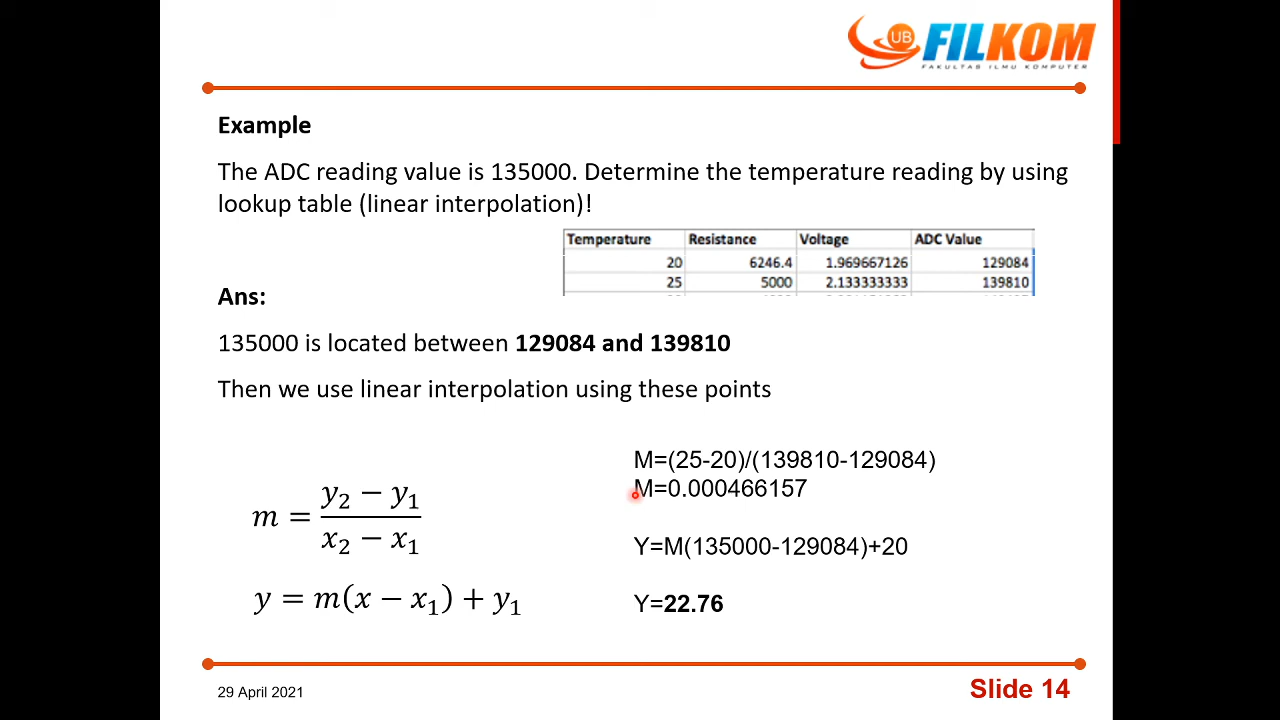 UB FILKOM
FAKULTAS ILMU KOMPUTER
Example
The ADC reading value is 135000. Determine the temperature reading by using
lookup table (linear interpolation)!
Temperature Resistance Voltage ADC Value
20 6246.4 1.969667126 129084
25 5000 2.133333333 139810
Ans:
135000 is located between 129084 and 139810
Then we use linear interpolation using these points
M=(25-20)/(139810-129084)
M=0.000466157
m = (y₂ − y₁)/(x₂ − x₁)
Y=M(135000-129084)+20
y = m(x − x₁) + y₁
Y=22.76
29 April 2021
Slide 14